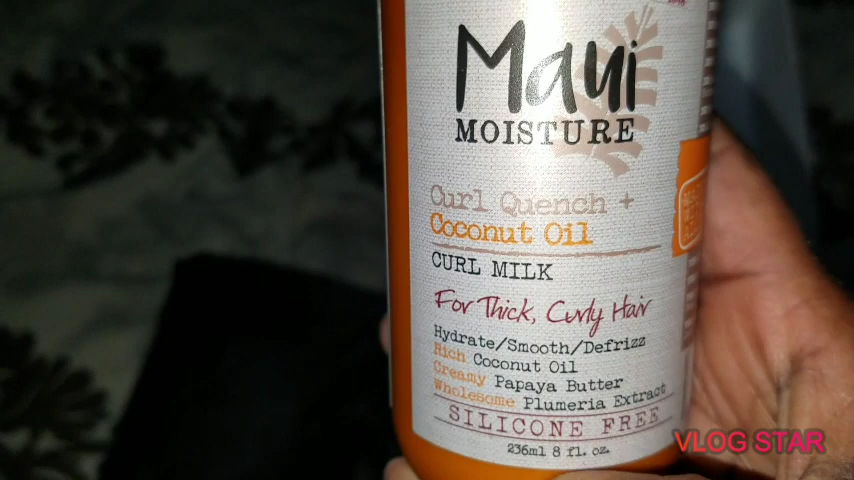 Maui
MOISTURE
Curl Quench +
Coconut Oil
CURL MILK
For Thick, Curly Hair
Hydrate/Smooth/Defrizz
Rich Coconut Oil
Creamy Papaya Butter
Wholesome Plumeria Extract
SILICONE FREE
236ml 8 fl. oz.
VLOG STAR